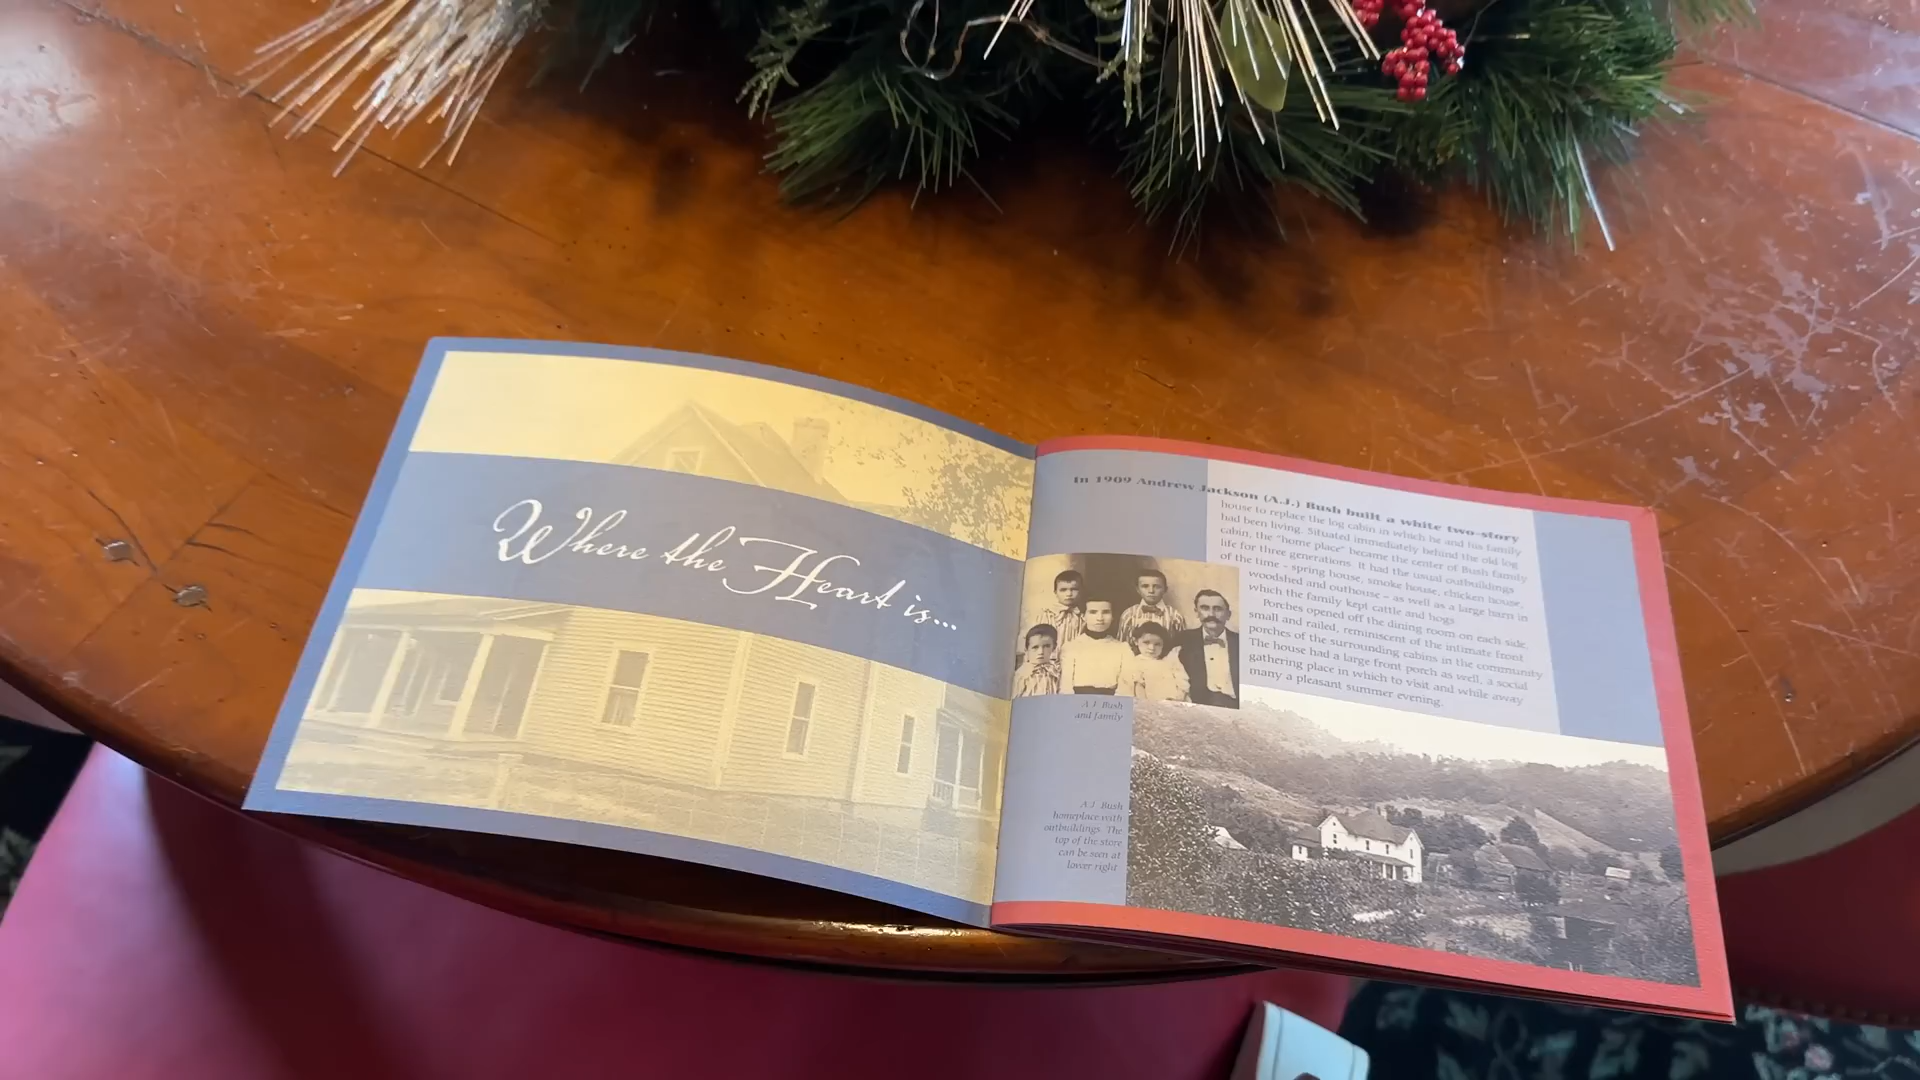 Where the Heart is...
In 1909 Andrew Jackson (A.J.) Bush built a white two-story
house to replace the log cabin in which he and his family
had been living. Situated immediately behind the old log
cabin, the "home place" became the center of Bush family
life for three generations. It had the usual outbuildings
of the time – spring house, smoke house, chicken house,
woodshed and outhouse – as well as a large barn in
which the family kept cattle and hogs.
Porches opened off the dining room on each side,
small and railed, reminiscent of the intimate front
porches of the surrounding cabins in the community
The house had a large front porch as well, a social
gathering place in which to visit and while away
many a pleasant summer evening.
A.J. Bush
and family
A.J. Bush
homeplace with
outbuildings. The
top of the store
can be seen at
lower right